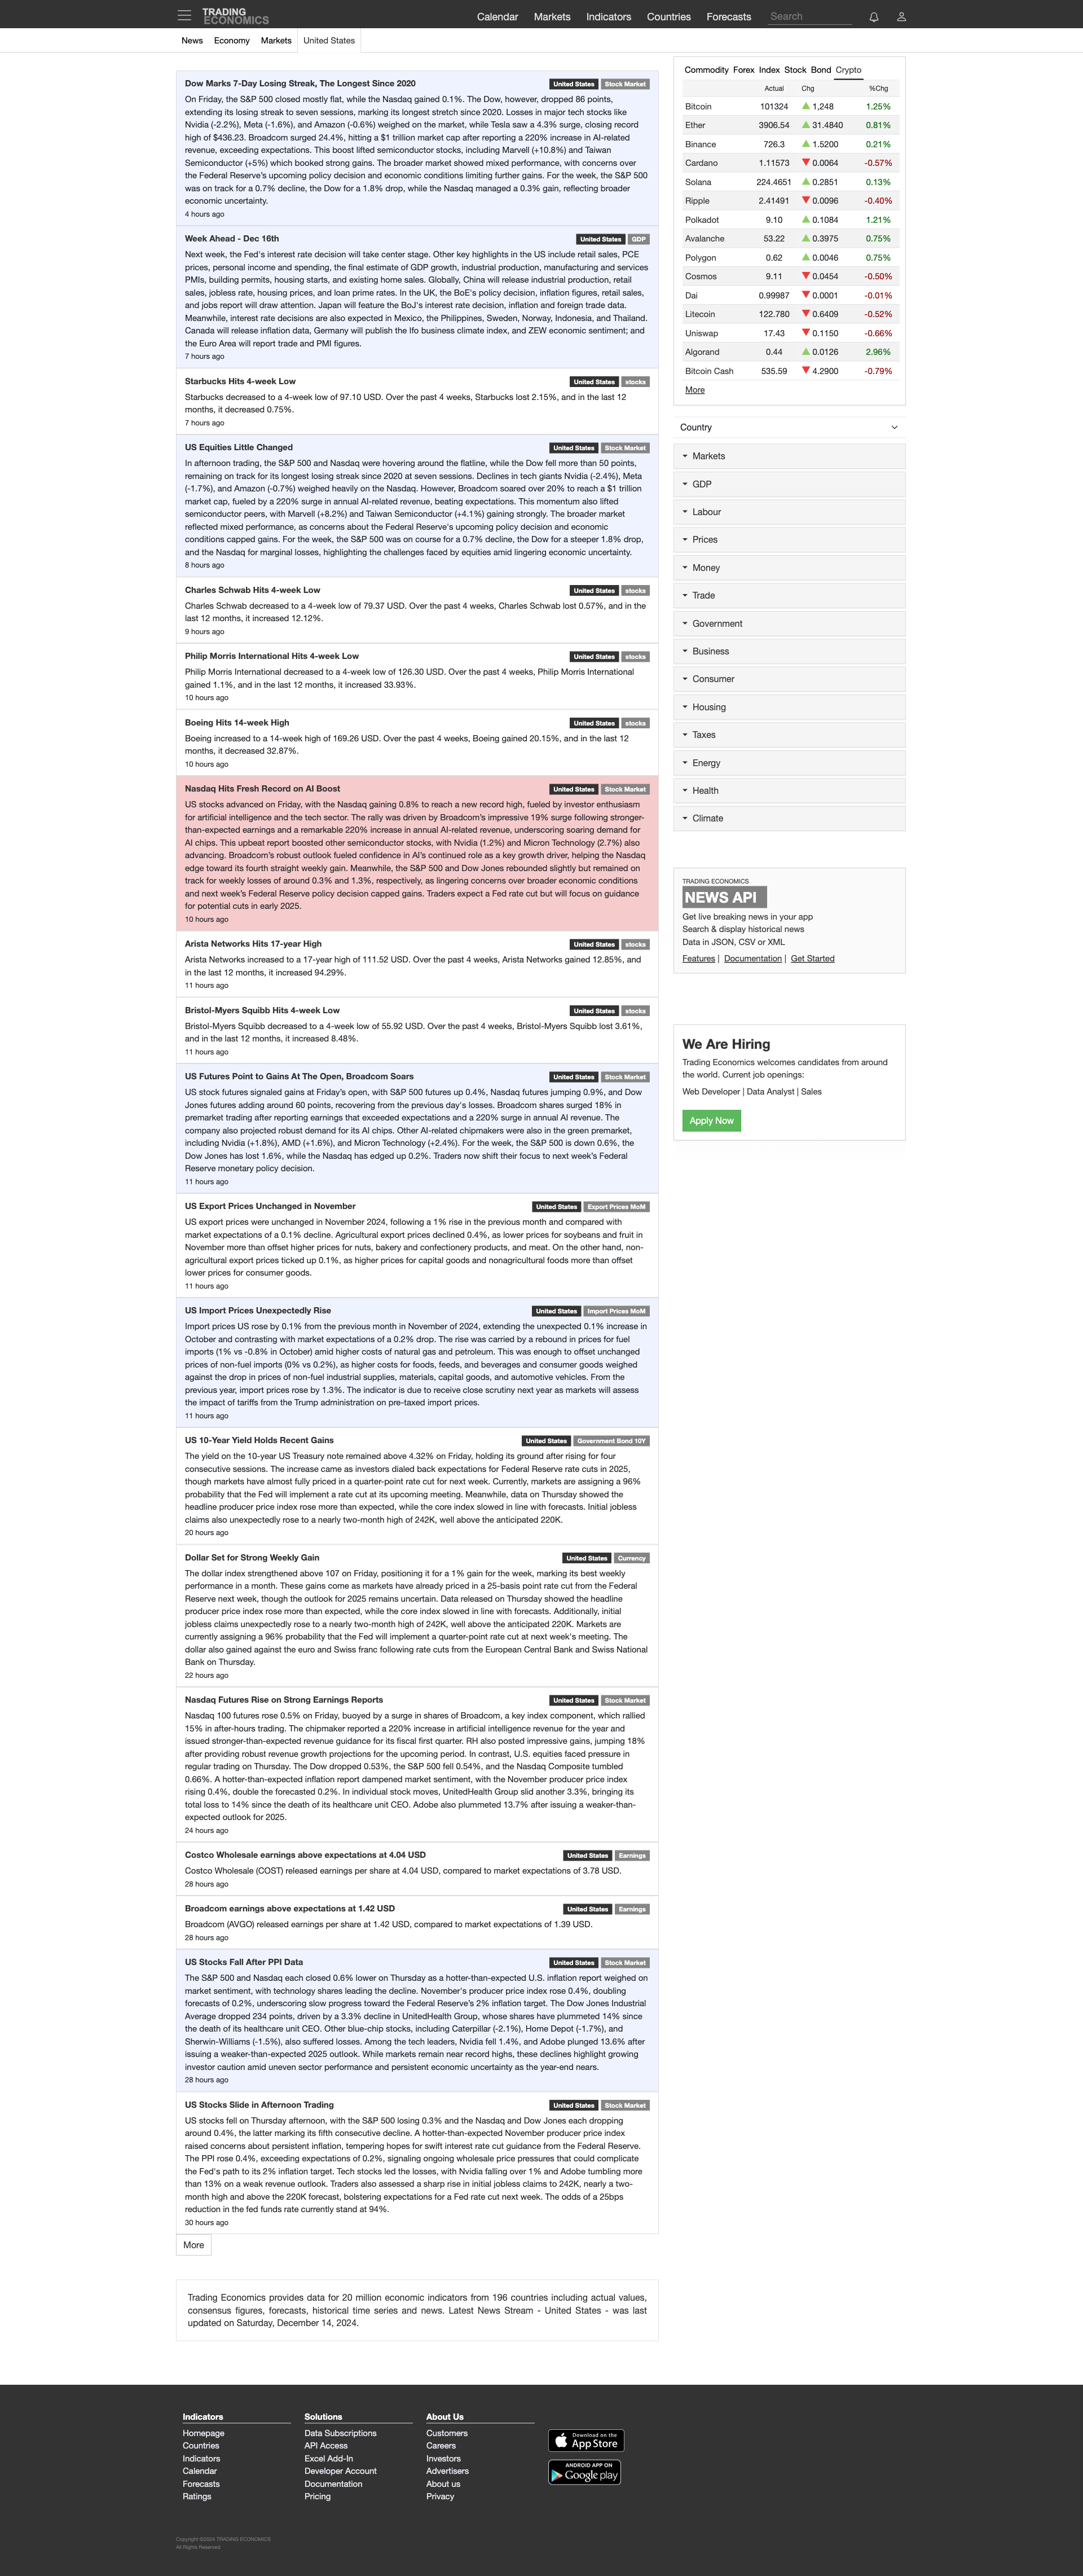 TRADING
ECONOMICS
Calendar Markets Indicators Countries Forecasts Search
News Economy Markets United States
Dow Marks 7-Day Losing Streak, The Longest Since 2020 United States Stock Market
On Friday, the S&P 500 closed mostly flat, while the Nasdaq gained 0.1%. The Dow, however, dropped 86 points,
extending its losing streak to seven sessions, marking its longest stretch since 2020. Losses in major tech stocks like
Nvidia (-2.2%), Meta (-1.6%), and Amazon (-0.6%) weighed on the market, while Tesla saw a 4.3% surge, closing record
high of $436.23. Broadcom surged 24.4%, hitting a $1 trillion market cap after reporting a 220% increase in AI-related
revenue, exceeding expectations. This boost lifted semiconductor stocks, including Marvell (+10.8%) and Taiwan
Semiconductor (+5%) which booked strong gains. The broader market showed mixed performance, with concerns over
the Federal Reserve's upcoming policy decision and economic conditions limiting further gains. For the week, the S&P 500
was on track for a 0.7% decline, the Dow for a 1.8% drop, while the Nasdaq managed a 0.3% gain, reflecting broader
economic uncertainty.
4 hours ago
Week Ahead - Dec 16th United States GDP
Next week, the Fed's interest rate decision will take center stage. Other key highlights in the US include retail sales, PCE
prices, personal income and spending, the final estimate of GDP growth, industrial production, manufacturing and services
PMIs, building permits, housing starts, and existing home sales. Globally, China will release industrial production, retail
sales, jobless rate, housing prices, and loan prime rates. In the UK, the BoE's policy decision, inflation figures, retail sales,
and jobs report will draw attention. Japan will feature the BoJ's interest rate decision, inflation and foreign trade data.
Meanwhile, interest rate decisions are also expected in Mexico, the Philippines, Sweden, Norway, Indonesia, and Thailand.
Canada will release inflation data, Germany will publish the Ifo business climate index, and ZEW economic sentiment; and
the Euro Area will report trade and PMI figures.
7 hours ago
Starbucks Hits 4-week Low United States stocks
Starbucks decreased to a 4-week low of 97.10 USD. Over the past 4 weeks, Starbucks lost 2.15%, and in the last 12
months, it decreased 0.75%.
7 hours ago
US Equities Little Changed United States Stock Market
In afternoon trading, the S&P 500 and Nasdaq were hovering around the flatline, while the Dow fell more than 50 points,
remaining on track for its longest losing streak since 2020 at seven sessions. Declines in tech giants Nvidia (-2.4%), Meta
(-1.7%), and Amazon (-0.7%) weighed heavily on the Nasdaq. However, Broadcom soared over 20% to reach a $1 trillion
market cap, fueled by a 220% surge in annual AI-related revenue, beating expectations. This momentum also lifted
semiconductor peers, with Marvell (+8.2%) and Taiwan Semiconductor (+4.1%) gaining strongly. The broader market
reflected mixed performance, as concerns about the Federal Reserve's upcoming policy decision and economic
conditions capped gains. For the week, the S&P 500 was on course for a 0.7% decline, the Dow for a steeper 1.8% drop,
and the Nasdaq for marginal losses, highlighting the challenges faced by equities amid lingering economic uncertainty.
8 hours ago
Charles Schwab Hits 4-week Low United States stocks
Charles Schwab decreased to a 4-week low of 79.37 USD. Over the past 4 weeks, Charles Schwab lost 0.57%, and in the
last 12 months, it increased 12.12%.
9 hours ago
Philip Morris International Hits 4-week Low United States stocks
Philip Morris International decreased to a 4-week low of 126.30 USD. Over the past 4 weeks, Philip Morris International
gained 1.1%, and in the last 12 months, it increased 33.93%.
10 hours ago
Boeing Hits 14-week High United States stocks
Boeing increased to a 14-week high of 169.26 USD. Over the past 4 weeks, Boeing gained 20.15%, and in the last 12
months, it decreased 32.87%.
10 hours ago
Nasdaq Hits Fresh Record on AI Boost United States Stock Market
US stocks advanced on Friday, with the Nasdaq gaining 0.8% to reach a new record high, fueled by investor enthusiasm
for artificial intelligence and the tech sector. The rally was driven by Broadcom's impressive 19% surge following stronger-
than-expected earnings and a remarkable 220% increase in annual AI-related revenue, underscoring soaring demand for
AI chips. This upbeat report boosted other semiconductor stocks, with Nvidia (1.2%) and Micron Technology (2.7%) also
advancing. Broadcom's robust outlook fueled confidence in AI's continued role as a key growth driver, helping the Nasdaq
edge toward its fourth straight weekly gain. Meanwhile, the S&P 500 and Dow Jones rebounded slightly but remained on
track for weekly losses of around 0.3% and 1.3%, respectively, as lingering concerns over broader economic conditions
and next week's Federal Reserve policy decision capped gains. Traders expect a Fed rate cut but will focus on guidance
for potential cuts in early 2025.
10 hours ago
Arista Networks Hits 17-year High United States stocks
Arista Networks increased to a 17-year high of 111.52 USD. Over the past 4 weeks, Arista Networks gained 12.85%, and
in the last 12 months, it increased 94.29%.
11 hours ago
Bristol-Myers Squibb Hits 4-week Low United States stocks
Bristol-Myers Squibb decreased to a 4-week low of 55.92 USD. Over the past 4 weeks, Bristol-Myers Squibb lost 3.61%,
and in the last 12 months, it increased 8.48%.
11 hours ago
US Futures Point to Gains At The Open, Broadcom Soars United States Stock Market
US stock futures signaled gains at Friday's open, with S&P 500 futures up 0.4%, Nasdaq futures jumping 0.9%, and Dow
Jones futures adding around 60 points, recovering from the previous day's losses. Broadcom shares surged 18% in
premarket trading after reporting earnings that exceeded expectations and a 220% surge in annual AI revenue. The
company also projected robust demand for its AI chips. Other AI-related chipmakers were also in the green premarket,
including Nvidia (+1.8%), AMD (+1.6%), and Micron Technology (+2.4%). For the week, the S&P 500 is down 0.6%, the
Dow Jones has lost 1.6%, while the Nasdaq has edged up 0.2%. Traders now shift their focus to next week's Federal
Reserve monetary policy decision.
11 hours ago
US Export Prices Unchanged in November United States Export Prices MoM
US export prices were unchanged in November 2024, following a 1% rise in the previous month and compared with
market expectations of a 0.1% decline. Agricultural export prices declined 0.4%, as lower prices for soybeans and fruit in
November more than offset higher prices for nuts, bakery and confectionery products, and meat. On the other hand, non-
agricultural export prices ticked up 0.1%, as higher prices for capital goods and nonagricultural foods more than offset
lower prices for consumer goods.
11 hours ago
US Import Prices Unexpectedly Rise United States Import Prices MoM
Import prices US rose by 0.1% from the previous month in November of 2024, extending the unexpected 0.1% increase in
October and contrasting with market expectations of a 0.2% drop. The rise was carried by a rebound in prices for fuel
imports (1% vs -0.8% in October) amid higher costs of natural gas and petroleum. This was enough to offset unchanged
prices of non-fuel imports (0% vs 0.2%), as higher costs for foods, feeds, and beverages and consumer goods weighed
against the drop in prices of non-fuel industrial supplies, materials, capital goods, and automotive vehicles. From the
previous year, import prices rose by 1.3%. The indicator is due to receive close scrutiny next year as markets will assess
the impact of tariffs from the Trump administration on pre-taxed import prices.
11 hours ago
US 10-Year Yield Holds Recent Gains United States Government Bond 10Y
The yield on the 10-year US Treasury note remained above 4.32% on Friday, holding its ground after rising for four
consecutive sessions. The increase came as investors dialed back expectations for Federal Reserve rate cuts in 2025,
though markets have almost fully priced in a quarter-point rate cut for next week. Currently, markets are assigning a 96%
probability that the Fed will implement a rate cut at its upcoming meeting. Meanwhile, data on Thursday showed the
headline producer price index rose more than expected, while the core index slowed in line with forecasts. Initial jobless
claims also unexpectedly rose to a nearly two-month high of 242K, well above the anticipated 220K.
20 hours ago
Dollar Set for Strong Weekly Gain United States Currency
The dollar index strengthened above 107 on Friday, positioning it for a 1% gain for the week, marking its best weekly
performance in a month. These gains come as markets have already priced in a 25-basis point rate cut from the Federal
Reserve next week, though the outlook for 2025 remains uncertain. Data released on Thursday showed the headline
producer price index rose more than expected, while the core index slowed in line with forecasts. Additionally, initial
jobless claims unexpectedly rose to a nearly two-month high of 242K, well above the anticipated 220K. Markets are
currently assigning a 96% probability that the Fed will implement a quarter-point rate cut at next week's meeting. The
dollar also gained against the euro and Swiss franc following rate cuts from the European Central Bank and Swiss National
Bank on Thursday.
22 hours ago
Nasdaq Futures Rise on Strong Earnings Reports United States Stock Market
Nasdaq 100 futures rose 0.5% on Friday, buoyed by a surge in shares of Broadcom, a key index component, which rallied
15% in after-hours trading. The chipmaker reported a 220% increase in artificial intelligence revenue for the year and
issued stronger-than-expected revenue guidance for its fiscal first quarter. RH also posted impressive gains, jumping 18%
after providing robust revenue growth projections for the upcoming period. In contrast, U.S. equities faced pressure in
regular trading on Thursday. The Dow dropped 0.53%, the S&P 500 fell 0.54%, and the Nasdaq Composite tumbled
0.66%. A hotter-than-expected inflation report dampened market sentiment, with the November producer price index
rising 0.4%, double the forecasted 0.2%. In individual stock moves, UnitedHealth Group slid another 3.3%, bringing its
total loss to 14% since the death of its healthcare unit CEO. Adobe also plummeted 13.7% after issuing a weaker-than-
expected outlook for 2025.
24 hours ago
Costco Wholesale earnings above expectations at 4.04 USD United States Earnings
Costco Wholesale (COST) released earnings per share at 4.04 USD, compared to market expectations of 3.78 USD.
28 hours ago
Broadcom earnings above expectations at 1.42 USD United States Earnings
Broadcom (AVGO) released earnings per share at 1.42 USD, compared to market expectations of 1.39 USD.
28 hours ago
US Stocks Fall After PPI Data United States Stock Market
The S&P 500 and Nasdaq each closed 0.6% lower on Thursday as a hotter-than-expected U.S. inflation report weighed on
market sentiment, with technology shares leading the decline. November's producer price index rose 0.4%, doubling
forecasts of 0.2%, underscoring slow progress toward the Federal Reserve's 2% inflation target. The Dow Jones Industrial
Average dropped 234 points, driven by a 3.3% decline in UnitedHealth Group, whose shares have plummeted 14% since
the death of its healthcare unit CEO. Other blue-chip stocks, including Caterpillar (-2.1%), Home Depot (-1.7%), and
Sherwin-Williams (-1.5%), also suffered losses. Among the tech leaders, Nvidia fell 1.4%, and Adobe plunged 13.6% after
issuing a weaker-than-expected 2025 outlook. While markets remain near record highs, these declines highlight growing
investor caution amid uneven sector performance and persistent economic uncertainty as the year-end nears.
28 hours ago
US Stocks Slide in Afternoon Trading United States Stock Market
US stocks fell on Thursday afternoon, with the S&P 500 losing 0.3% and the Nasdaq and Dow Jones each dropping
around 0.4%, the latter marking its fifth consecutive decline. A hotter-than-expected November producer price index
raised concerns about persistent inflation, tempering hopes for swift interest rate cut guidance from the Federal Reserve.
The PPI rose 0.4%, exceeding expectations of 0.2%, signaling ongoing wholesale price pressures that could complicate
the Fed's path to its 2% inflation target. Tech stocks led the losses, with Nvidia falling over 1% and Adobe tumbling more
than 13% on a weak revenue outlook. Traders also assessed a sharp rise in initial jobless claims to 242K, nearly a two-
month high and above the 220K forecast, bolstering expectations for a Fed rate cut next week. The odds of a 25bps
reduction in the fed funds rate currently stand at 94%.
30 hours ago
More
Trading Economics provides data for 20 million economic indicators from 196 countries including actual values,
consensus figures, forecasts, historical time series and news. Latest News Stream - United States - was last
updated on Saturday, December 14, 2024.
Commodity Forex Index Stock Bond Crypto
Actual Chg %Chg
Bitcoin 101324 1,248 1.25%
Ether 3906.54 31.4840 0.81%
Binance 726.3 1.5200 0.21%
Cardano 1.11573 0.0064 -0.57%
Solana 224.4651 0.2851 0.13%
Ripple 2.41491 0.0096 -0.40%
Polkadot 9.10 0.1084 1.21%
Avalanche 53.22 0.3975 0.75%
Polygon 0.62 0.0046 0.75%
Cosmos 9.11 0.0454 -0.50%
Dai 0.99987 0.0001 -0.01%
Litecoin 122.780 0.6409 -0.52%
Uniswap 17.43 0.1150 -0.66%
Algorand 0.44 0.0126 2.96%
Bitcoin Cash 535.59 4.2900 -0.79%
More
Country
Markets
GDP
Labour
Prices
Money
Trade
Government
Business
Consumer
Housing
Taxes
Energy
Health
Climate
TRADING ECONOMICS
NEWS API
Get live breaking news in your app
Search & display historical news
Data in JSON, CSV or XML
Features | Documentation | Get Started
We Are Hiring
Trading Economics welcomes candidates from around
the world. Current job openings:
Web Developer | Data Analyst | Sales
Apply Now
Indicators
Homepage
Countries
Indicators
Calendar
Forecasts
Ratings
Solutions
Data Subscriptions
API Access
Excel Add-In
Developer Account
Documentation
Pricing
About Us
Customers
Careers
Investors
Advertisers
About us
Privacy
Download on the
App Store
ANDROID APP ON
Google play
Copyright ©2024 TRADING ECONOMICS
All Rights Reserved